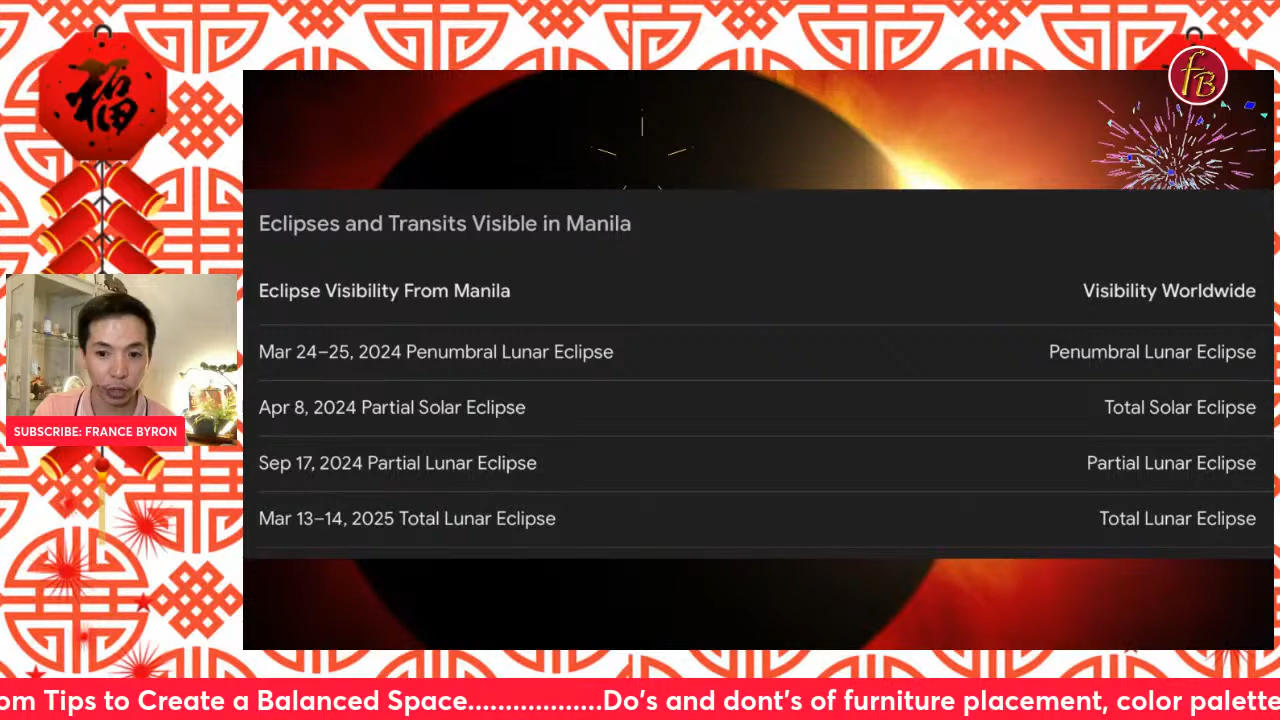 福
fB
Eclipses and Transits Visible in Manila
Eclipse Visibility From Manila Visibility Worldwide
Mar 24–25, 2024 Penumbral Lunar Eclipse Penumbral Lunar Eclipse
Apr 8, 2024 Partial Solar Eclipse Total Solar Eclipse
Sep 17, 2024 Partial Lunar Eclipse Partial Lunar Eclipse
Mar 13–14, 2025 Total Lunar Eclipse Total Lunar Eclipse
SUBSCRIBE: FRANCE BYRON
om Tips to Create a Balanced Space..................Do's and dont's of furniture placement, color palette